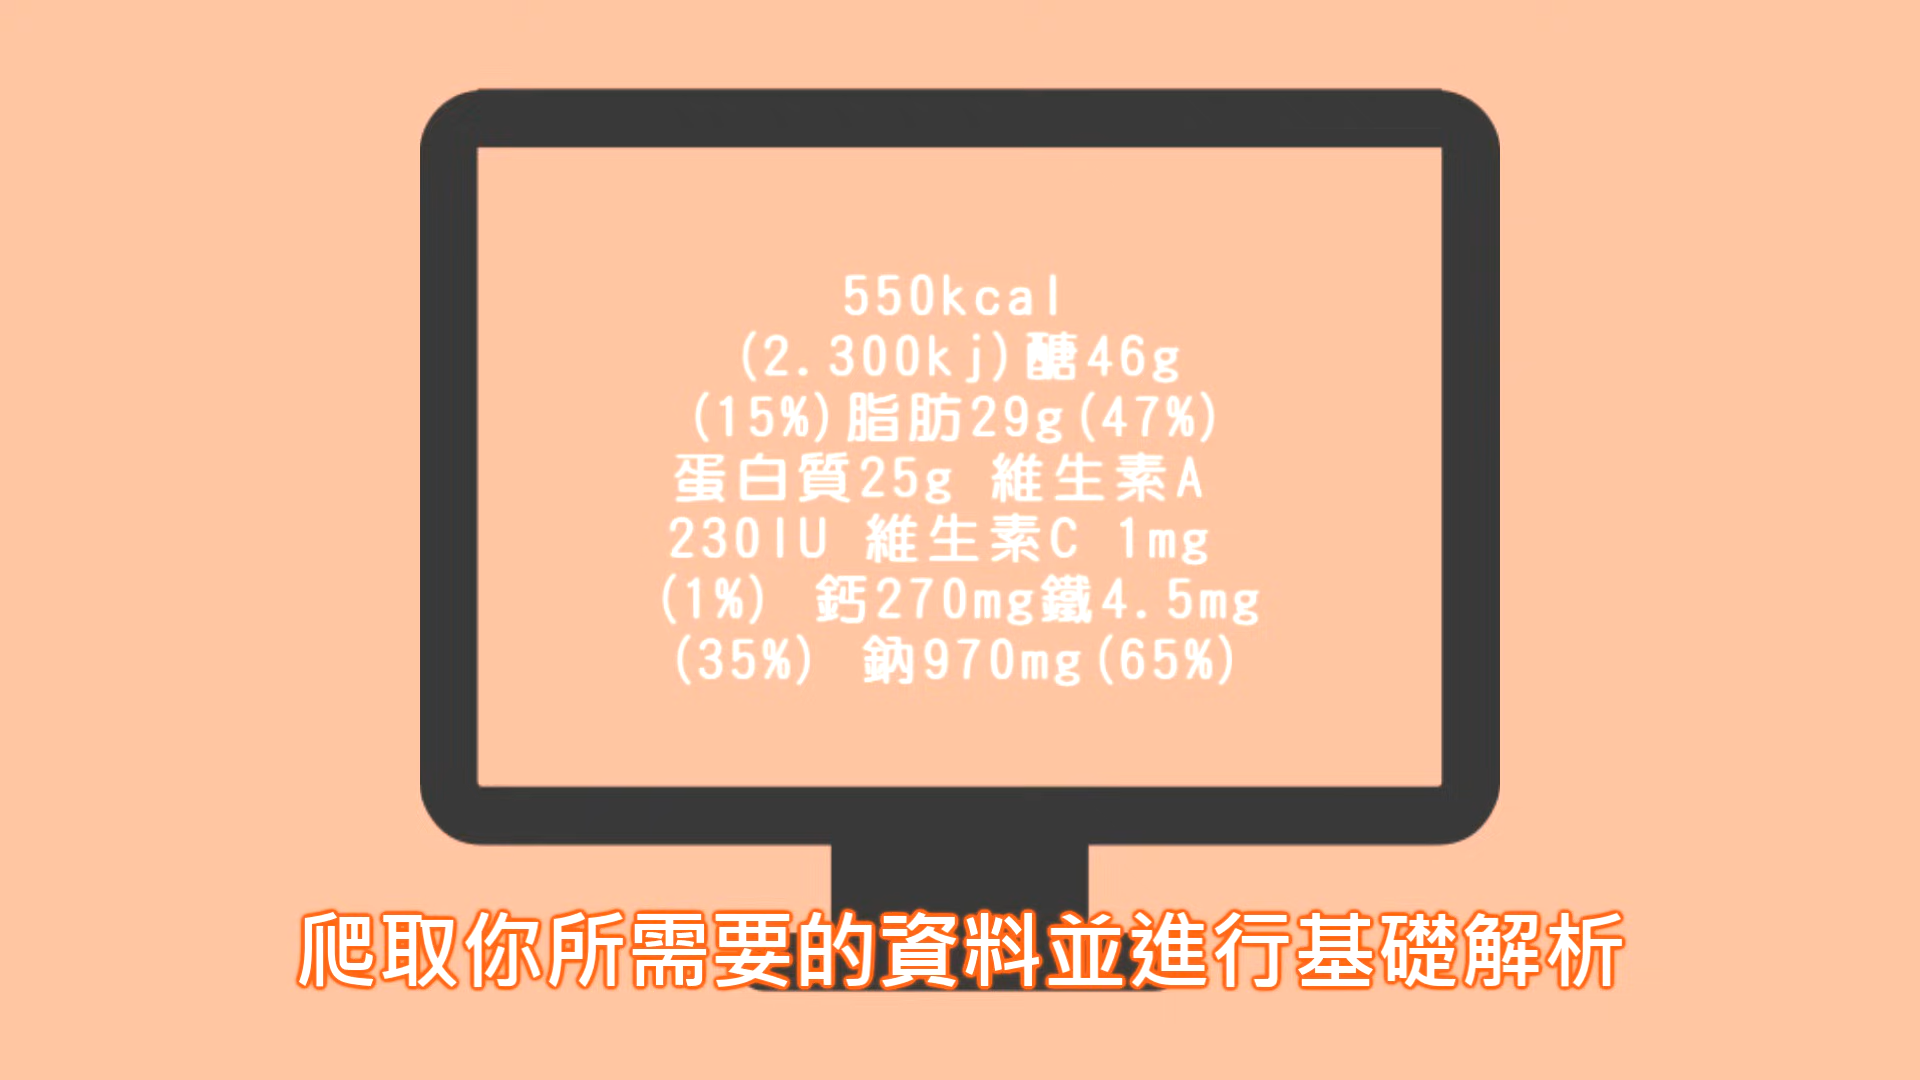 550kcal
(2.300kj)醣46g
(15%)脂肪29g(47%)
蛋白質25g 維生素A
230IU 維生素C 1mg
(1%) 鈣270mg鐵4.5mg
(35%) 鈉970mg(65%)
爬取你所需要的資料並進行基礎解析